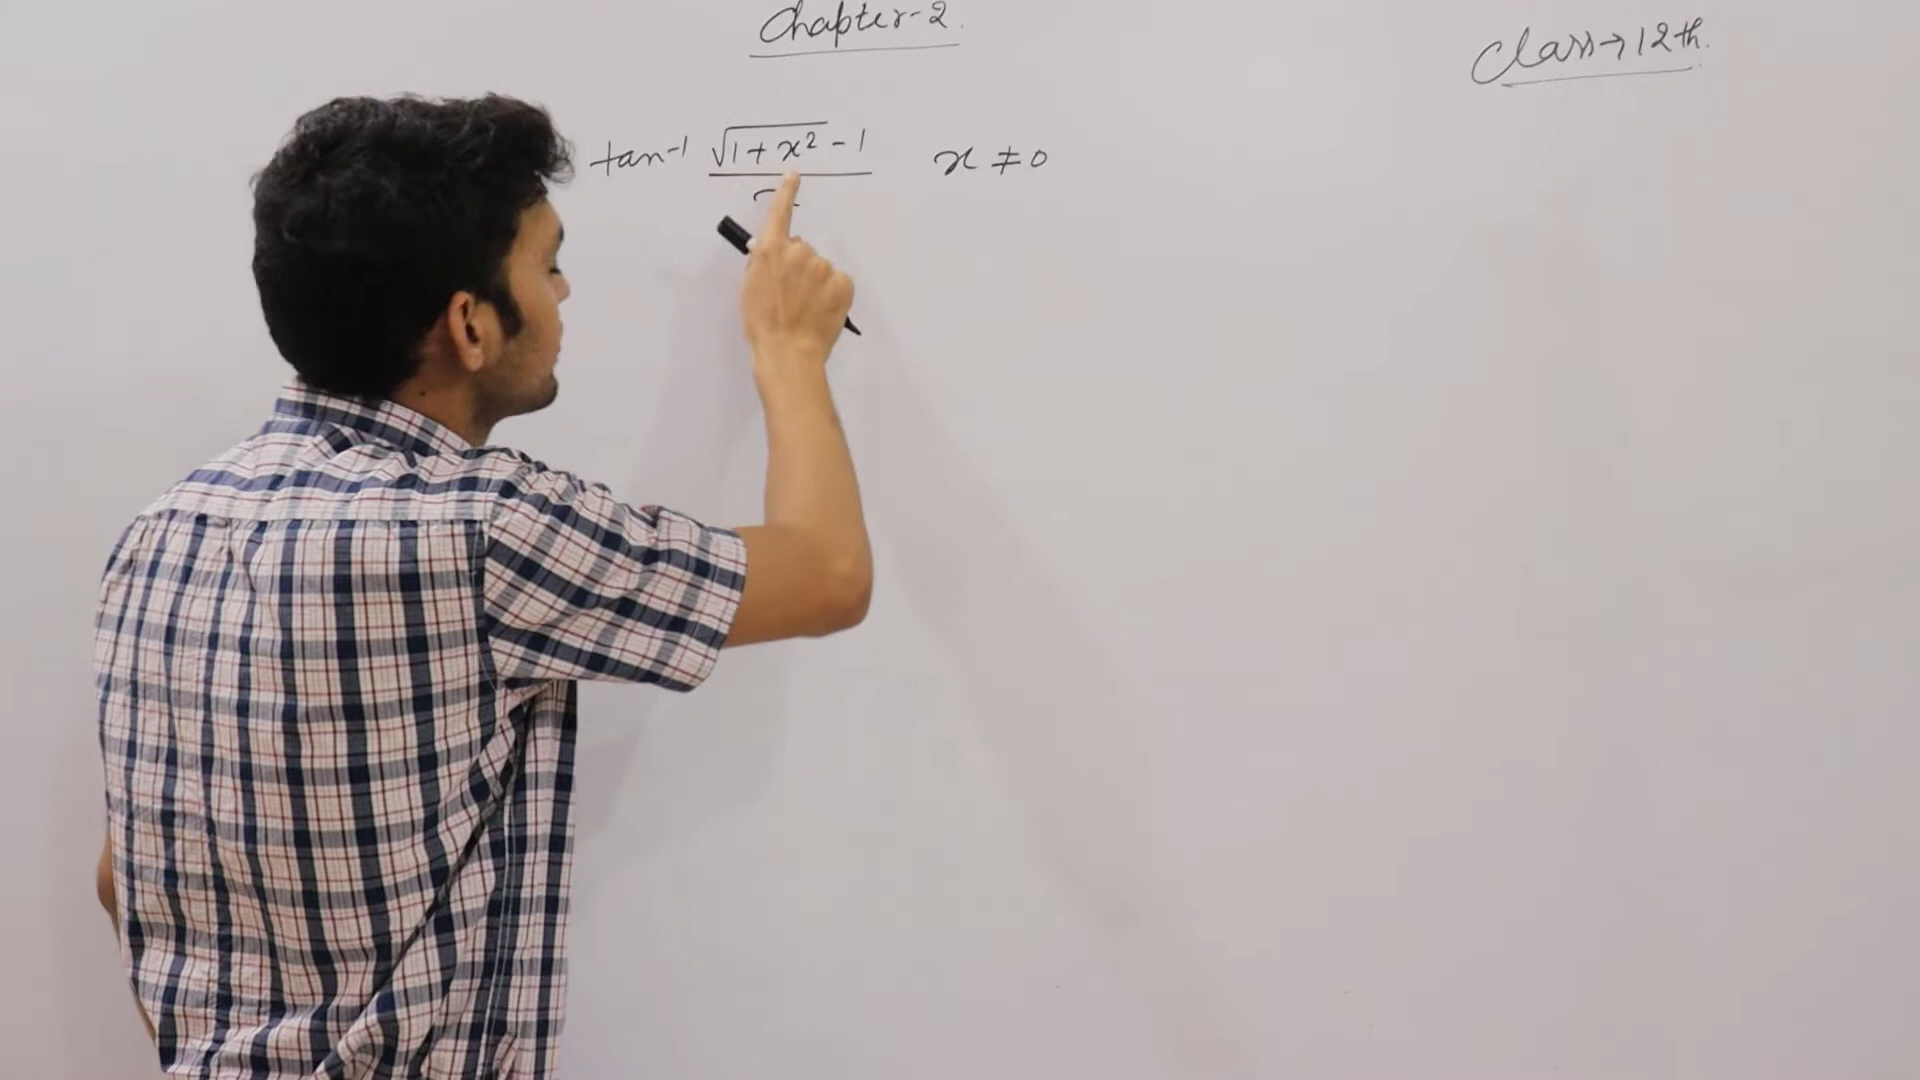 Chapter-2.
Class→12th.
tan⁻¹ (√(1+x²) - 1)/x   x ≠ 0